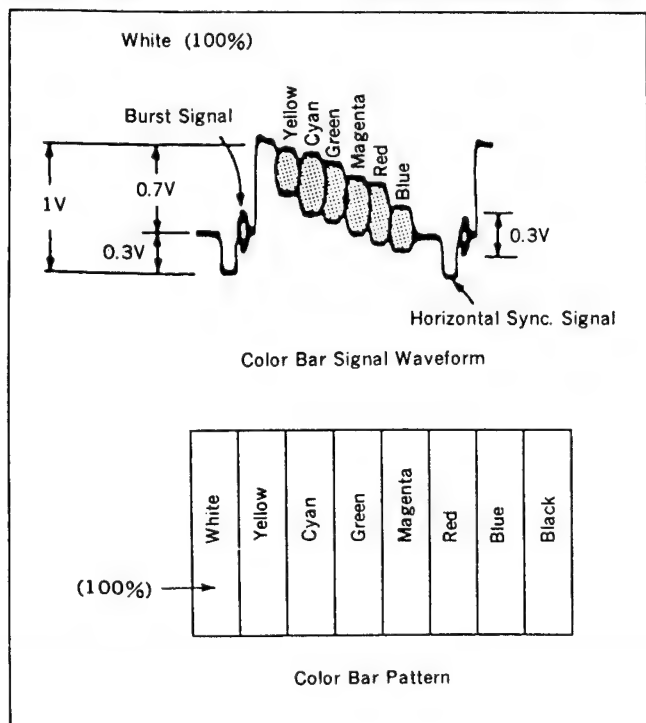 White (100%)
Burst Signal
Yellow
Cyan
Green
Magenta
Red
Blue
1V
0.7V
0.3V
0.3V
Horizontal Sync. Signal
Color Bar Signal Waveform
White
Yellow
Cyan
Green
Magenta
Red
Blue
Black
(100%)
Color Bar Pattern